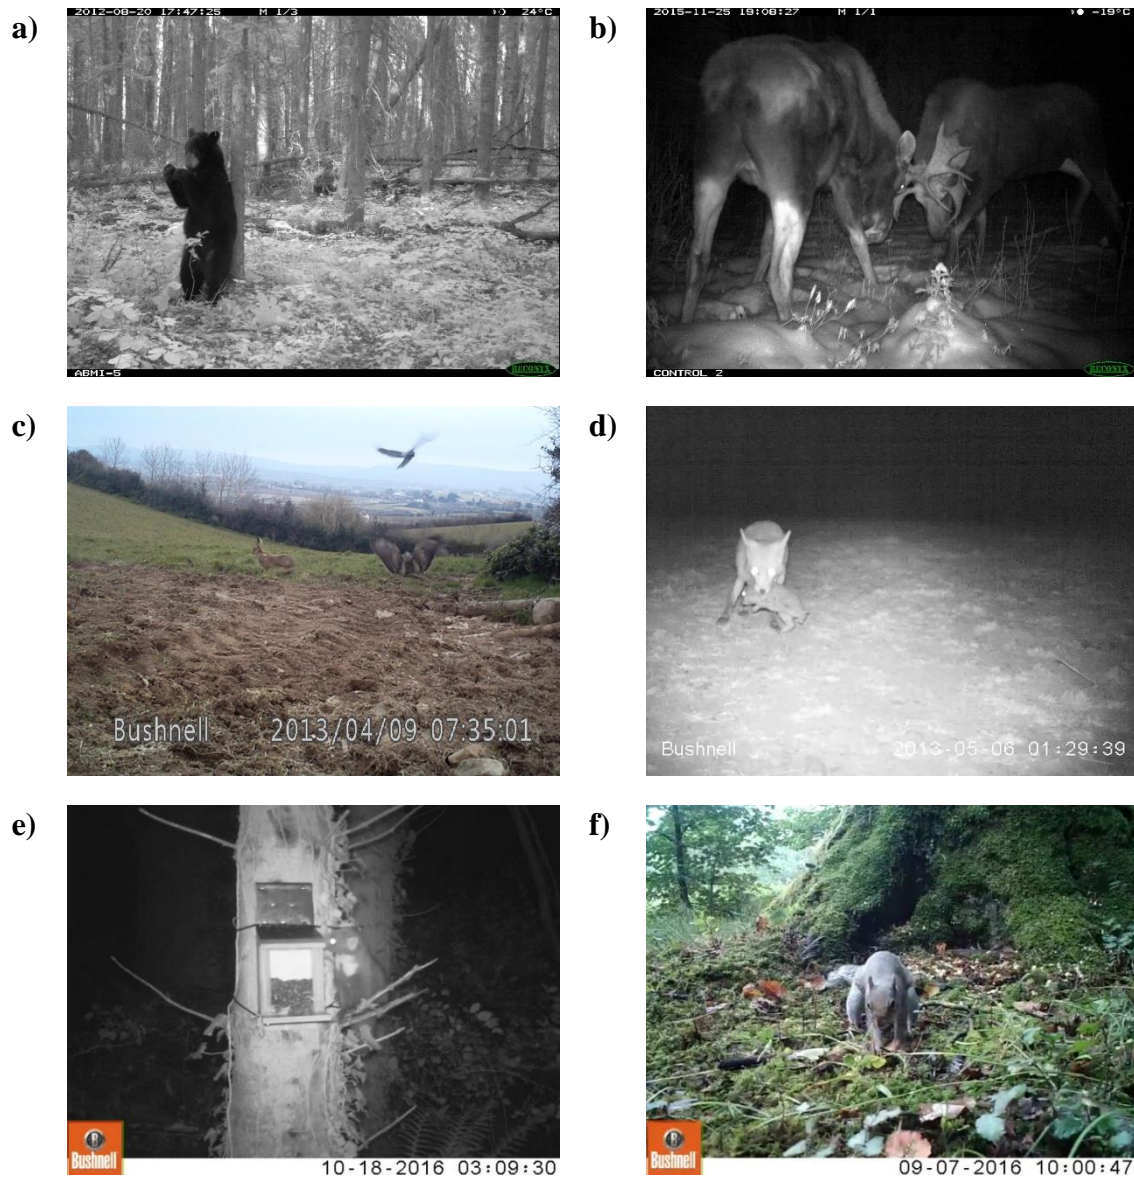 a)
2012-08-20 17:47:25 M 1/3 24°C
ABMI-5
RECONYX
b)
2015-11-25 19:08:27 M 1/1 -19°C
CONTROL 2
RECONYX
c)
Bushnell 2013/04/09 07:35:01
d)
Bushnell 2013-05-06 01:29:39
e)
B
Bushnell
10-18-2016 03:09:30
f)
B
Bushnell
09-07-2016 10:00:47